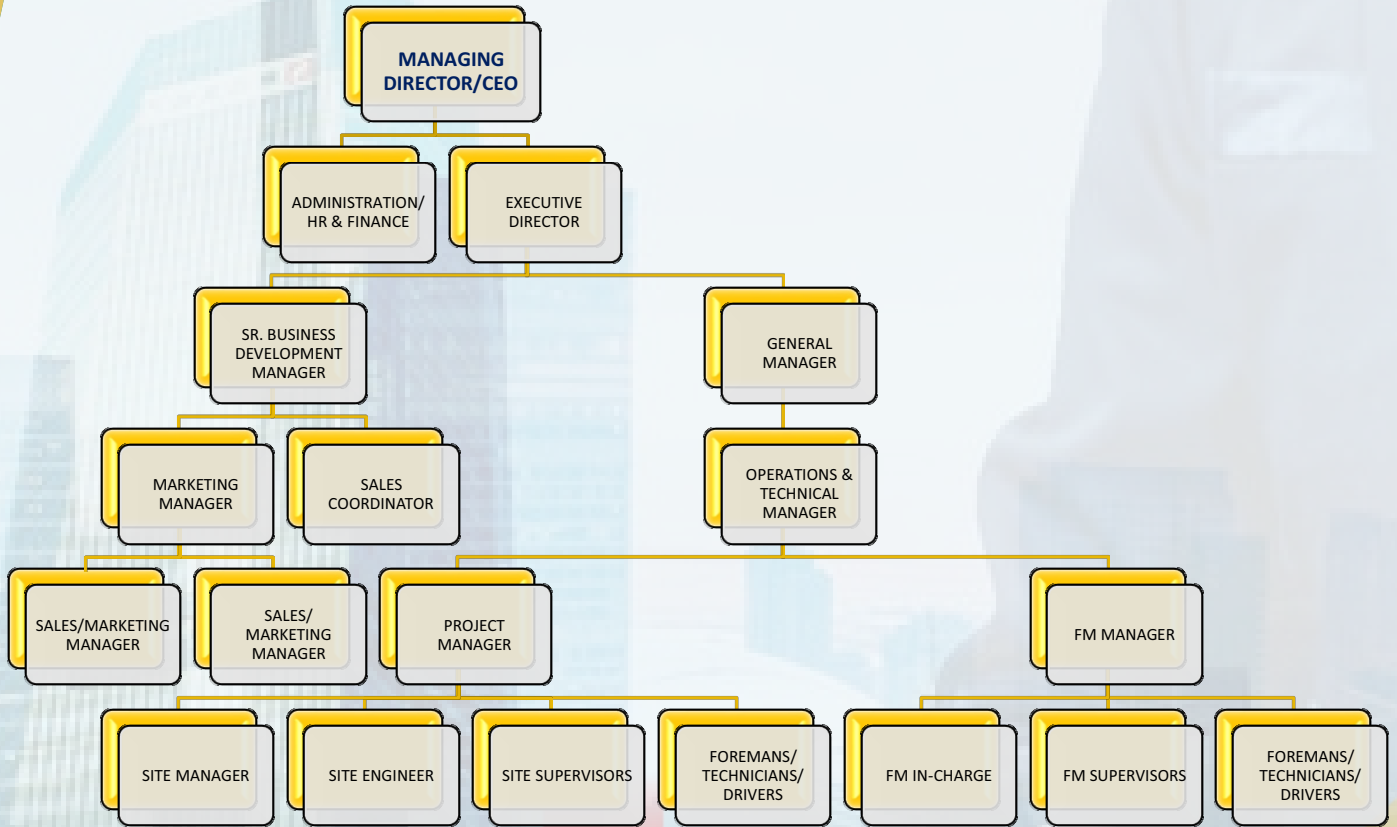 MANAGING
DIRECTOR/CEO
ADMINISTRATION/
HR & FINANCE
EXECUTIVE
DIRECTOR
SR. BUSINESS
DEVELOPMENT
MANAGER
GENERAL
MANAGER
MARKETING
MANAGER
SALES
COORDINATOR
OPERATIONS &
TECHNICAL
MANAGER
SALES/MARKETING
MANAGER
SALES/
MARKETING
MANAGER
PROJECT
MANAGER
FM MANAGER
SITE MANAGER
SITE ENGINEER
SITE SUPERVISORS
FOREMANS/
TECHNICIANS/
DRIVERS
FM IN-CHARGE
FM SUPERVISORS
FOREMANS/
TECHNICIANS/
DRIVERS